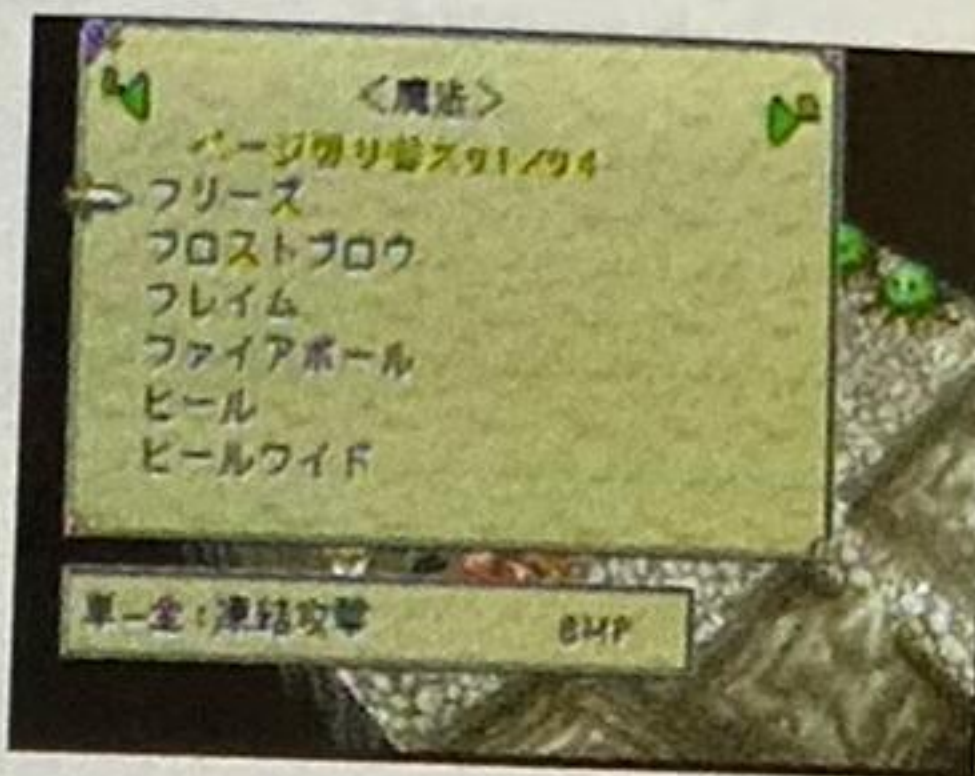 <魔法>
ページ切り替え 01/04
フリーズ
フロストブロウ
フレイム
ファイアボール
ヒール
ヒールワイド
単一全:凍結攻撃 8MP